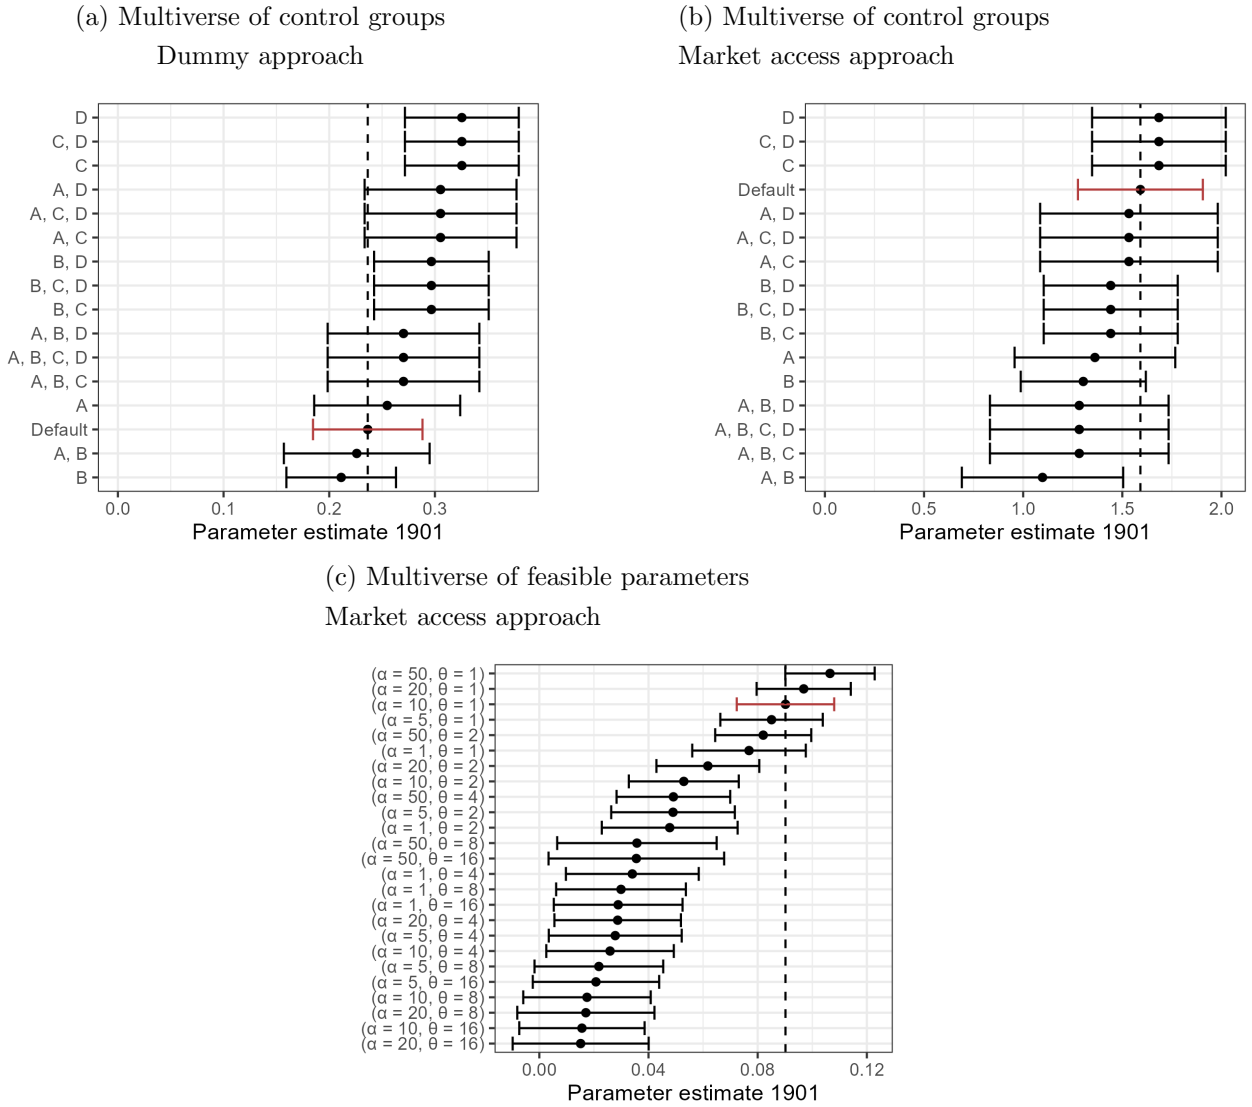 (a) Multiverse of control groups
Dummy approach
D
C, D
C
A, D
A, C, D
A, C
B, D
B, C, D
B, C
A, B, D
A, B, C, D
A, B, C
A
Default
A, B
B
0.0 0.1 0.2 0.3
Parameter estimate 1901
(b) Multiverse of control groups
Market access approach
D
C, D
C
Default
A, D
A, C, D
A, C
B, D
B, C, D
B, C
A
B
A, B, D
A, B, C, D
A, B, C
A, B
0.0 0.5 1.0 1.5 2.0
Parameter estimate 1901
(c) Multiverse of feasible parameters
Market access approach
(α = 50, θ = 1)
(α = 20, θ = 1)
(α = 10, θ = 1)
(α = 5, θ = 1)
(α = 50, θ = 2)
(α = 1, θ = 1)
(α = 20, θ = 2)
(α = 10, θ = 2)
(α = 50, θ = 4)
(α = 5, θ = 2)
(α = 1, θ = 2)
(α = 50, θ = 8)
(α = 50, θ = 16)
(α = 1, θ = 4)
(α = 1, θ = 8)
(α = 1, θ = 16)
(α = 20, θ = 4)
(α = 5, θ = 4)
(α = 10, θ = 4)
(α = 5, θ = 8)
(α = 5, θ = 16)
(α = 10, θ = 8)
(α = 20, θ = 8)
(α = 10, θ = 16)
(α = 20, θ = 16)
0.00 0.04 0.08 0.12
Parameter estimate 1901